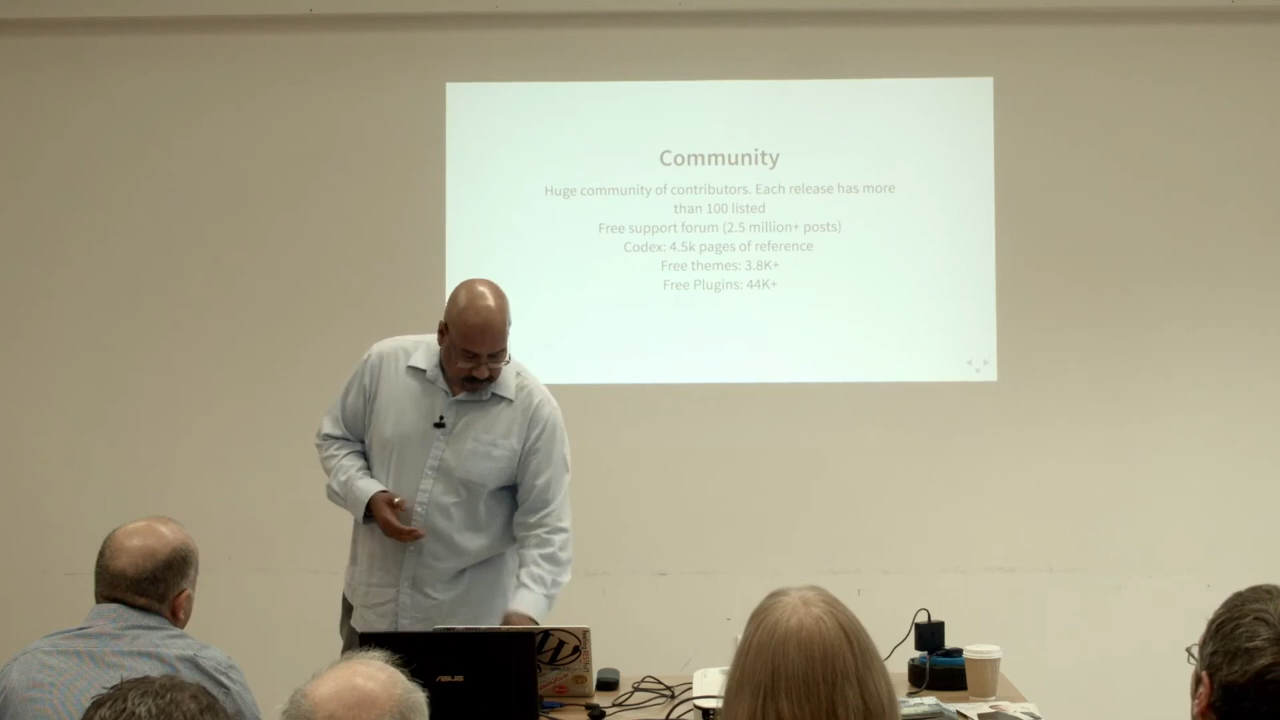 Community
Huge community of contributors. Each release has more
than 100 listed
Free support forum (2.5 million+ posts)
Codex: 4.5k pages of reference
Free themes: 3.8K+
Free Plugins: 44K+
W
ASUS